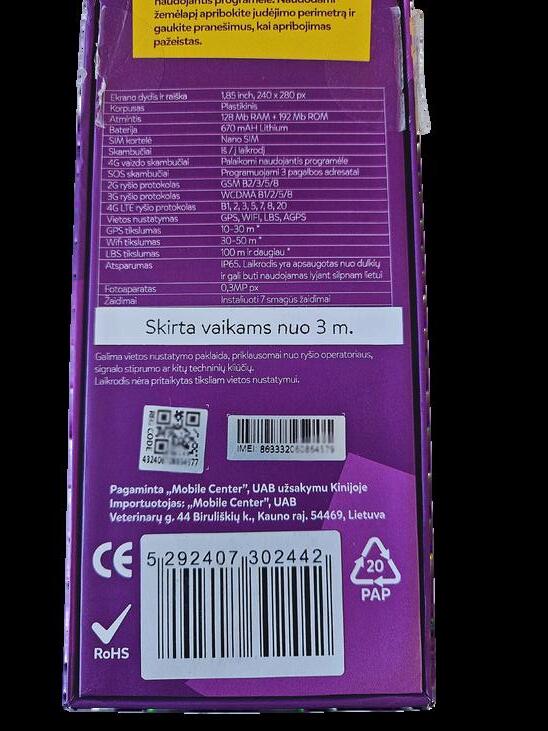 naudojantis programėle. Naudodami
žemėlapį apribokite judėjimo perimetrą ir
gaukite pranešimus, kai apribojimas
pažeistas.
Ekrano dydis ir raiška 1,85 inch, 240 x 280 px
Korpusas Plastikinis
Atmintis 128 Mb RAM + 192 Mb ROM
Baterija 670 mAH Lithium
SIM kortelė Nano SIM
Skambučiai Iš / į laikrodį
4G vaizdo skambučiai Palaikomi naudojantis programėle
SOS skambučiai Programuojami 3 pagalbos adresatai
2G ryšio protokolas GSM B2/3/5/8
3G ryšio protokolas WCDMA B1/2/5/8
4G LTE ryšio protokolas B1, 2, 3, 5, 7, 8, 20
Vietos nustatymas GPS, WIFI, LBS, AGPS
GPS tikslumas 10-30 m *
Wifi tikslumas 30-50 m *
LBS tikslumas 100 m ir daugiau *
Atsparumas IP65. Laikrodis yra apsaugotas nuo dulkių
ir gali būti naudojamas lyjant silpnam lietui
Fotoaparatas 0,3MP px
Žaidimai Instaliuoti 7 smagūs žaidimai
Skirta vaikams nuo 3 m.
Galima vietos nustatymo paklaida, priklausomai nuo ryšio operatoriaus,
signalo stiprumo ar kitų techninių kliūčių.
Laikrodis nėra pritaikytas tiksliam vietos nustatymui.
REG CODE
IMEI:
Pagaminta „Mobile Center”, UAB užsakymu Kinijoje
Importuotojas: „Mobile Center”, UAB
Veterinarų g. 44 Biruliškių k., Kauno raj. 54469, Lietuva
CE
5 292407 302442
20
PAP
RoHS